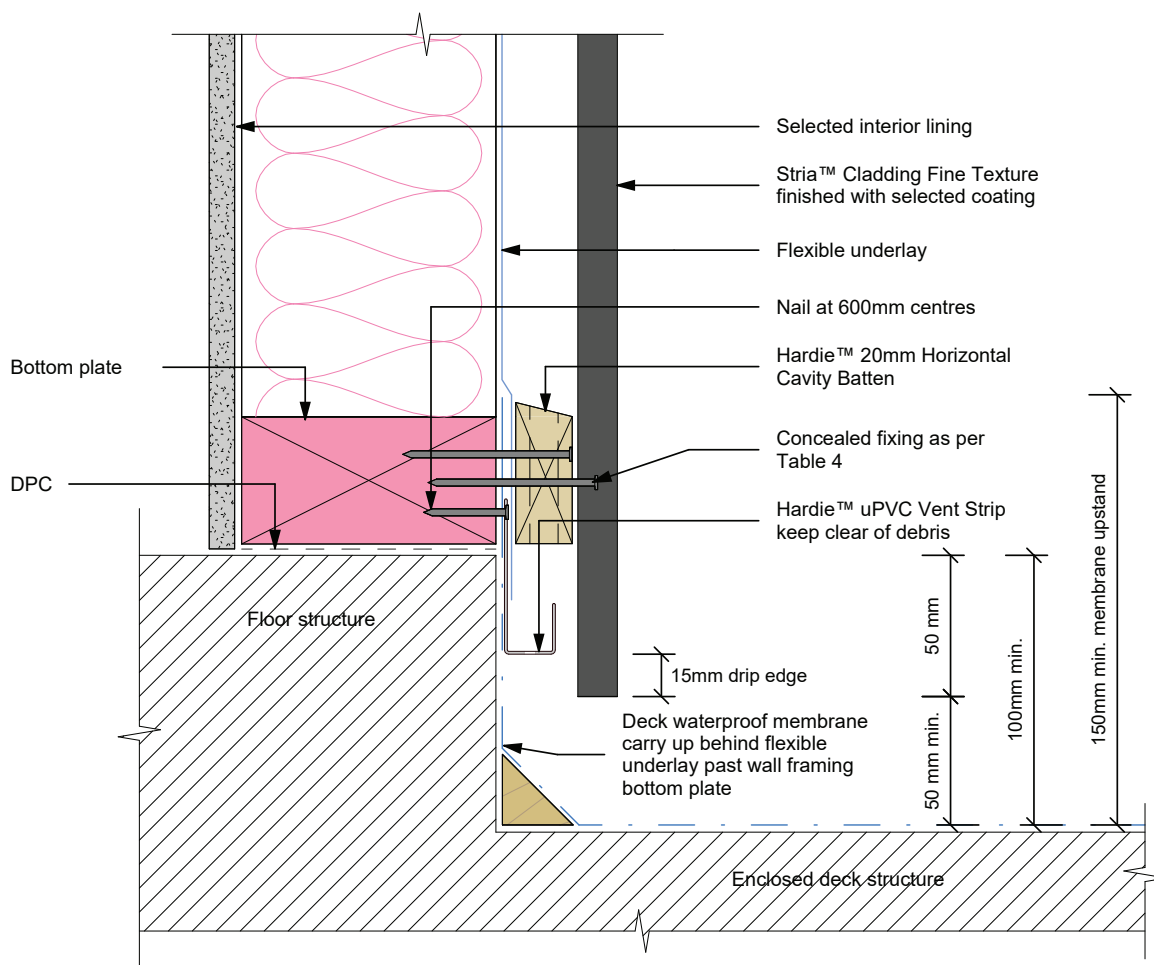 Selected interior lining
Stria™ Cladding Fine Texture
finished with selected coating
Flexible underlay
Nail at 600mm centres
Bottom plate
Hardie™ 20mm Horizontal
Cavity Batten
Concealed fixing as per
Table 4
DPC
Hardie™ uPVC Vent Strip
keep clear of debris
Floor structure
15mm drip edge
50 mm
50 mm min.
100mm min.
150mm min. membrane upstand
Deck waterproof membrane
carry up behind flexible
underlay past wall framing
bottom plate
Enclosed deck structure